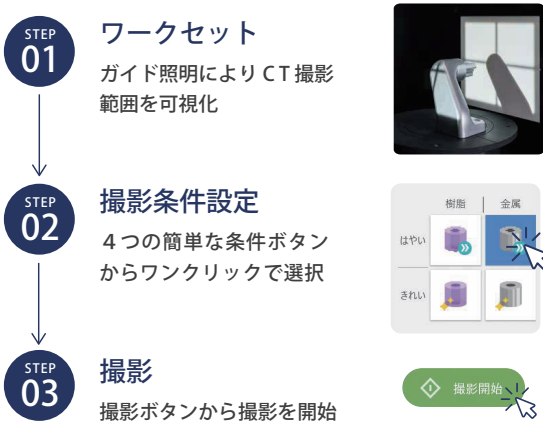 STEP
01
ワークセット
ガイド照明によりCT撮影
範囲を可視化
STEP
02
撮影条件設定
４つの簡単な条件ボタン
からワンクリックで選択
樹脂
金属
はやい
きれい
STEP
03
撮影
撮影ボタンから撮影を開始
撮影開始